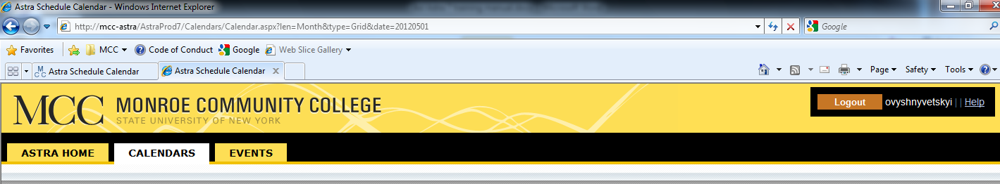 Astra Schedule Calendar - Windows Internet Explorer
http://mcc-astra/AstraProd7/Calendars/Calendar.aspx?len=Month&type=Grid&date=20120501
Google
Favorites MCC Code of Conduct Google Web Slice Gallery
MCC Astra Schedule Calendar Astra Schedule Calendar Page Safety Tools
MCC MONROE COMMUNITY COLLEGE
STATE UNIVERSITY OF NEW YORK
Logout ovyshnyvetskyi | | Help
ASTRA HOME CALENDARS EVENTS